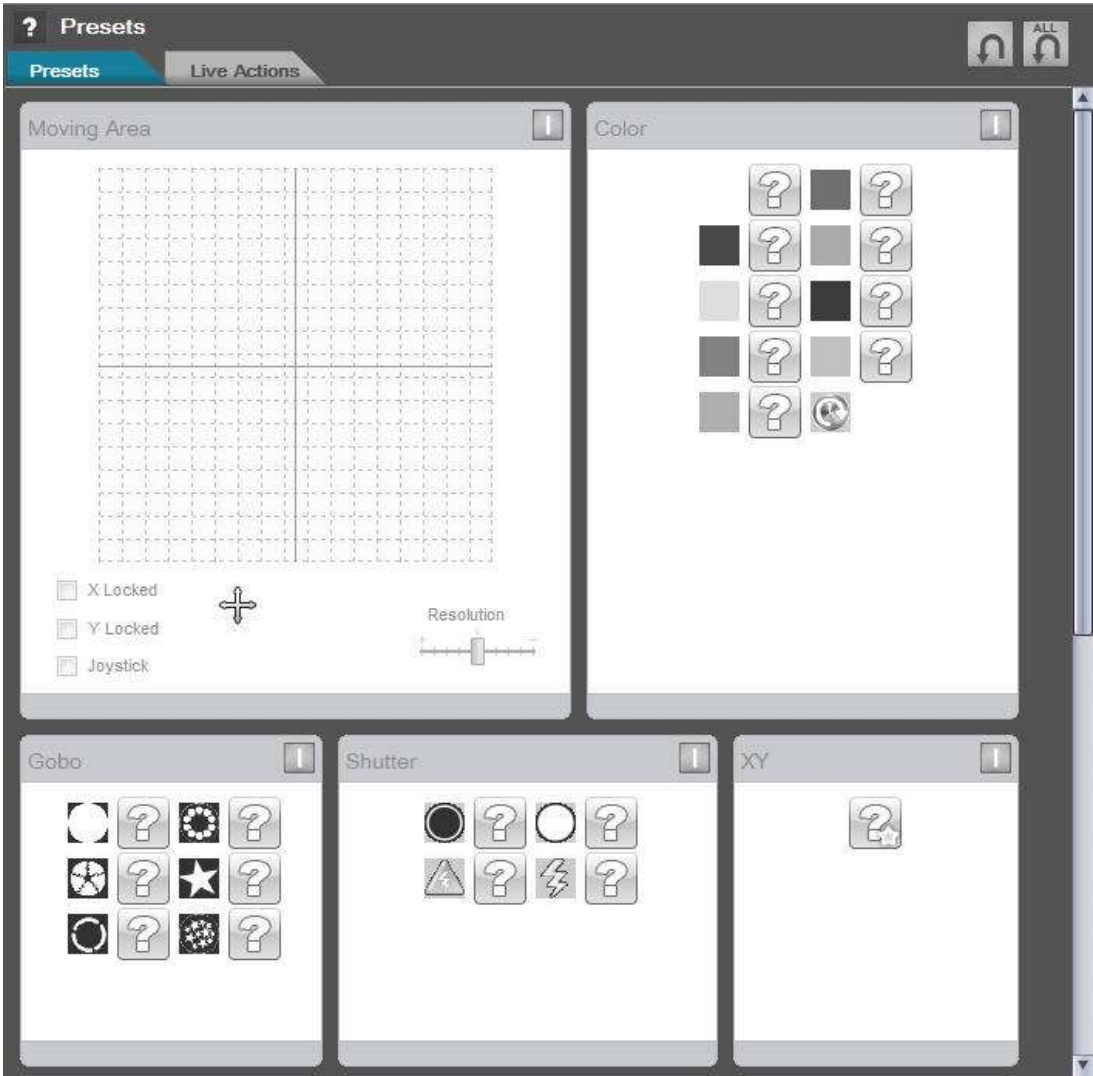 ? Presets
ALL
Presets
Live Actions
Moving Area
Color
X Locked
Y Locked
Joystick
Resolution
+ -
Gobo
Shutter
XY